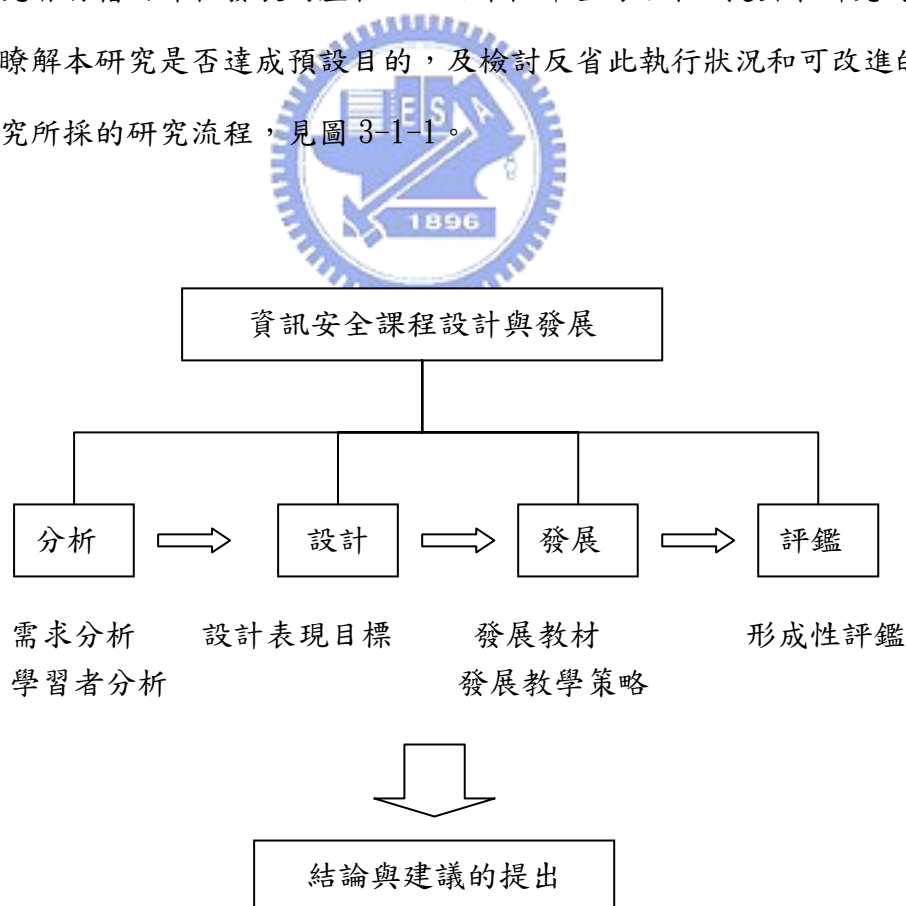 瞭解本研究是否達成預設目的，及檢討反省此執行狀況和可改進的
究所採的研究流程，見圖 3-1-1。
ESA
1896
資訊安全課程設計與發展
分析 設計 發展 評鑑
需求分析 設計表現目標 發展教材 形成性評鑑
學習者分析 發展教學策略
結論與建議的提出